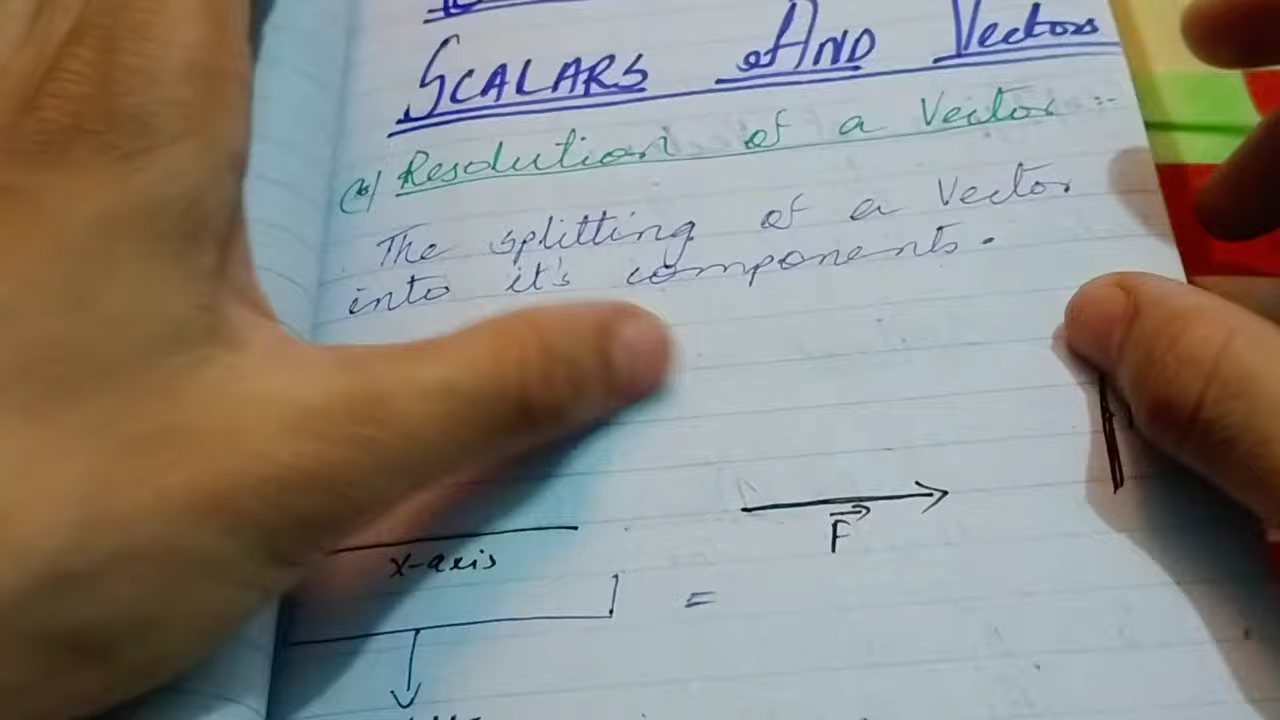 SCALARS AND Vectors
Resolution of a Vector :-
The splitting of a Vector
into it's components.
F
x-axis
=